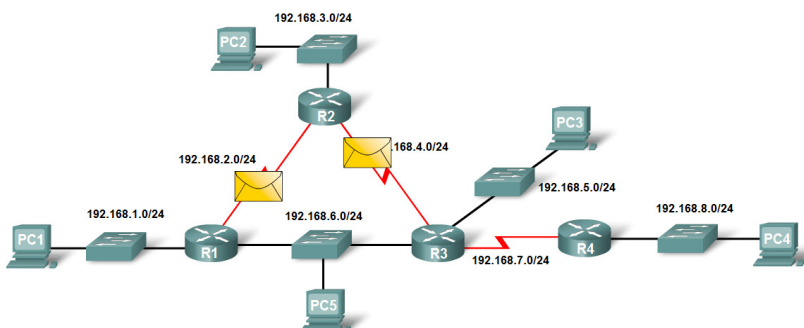 192.168.3.0/24
PC2
R2
PC3
192.168.2.0/24
168.4.0/24
192.168.5.0/24
192.168.1.0/24
192.168.6.0/24
192.168.8.0/24
PC1
R1
R3
R4
PC4
192.168.7.0/24
PC5